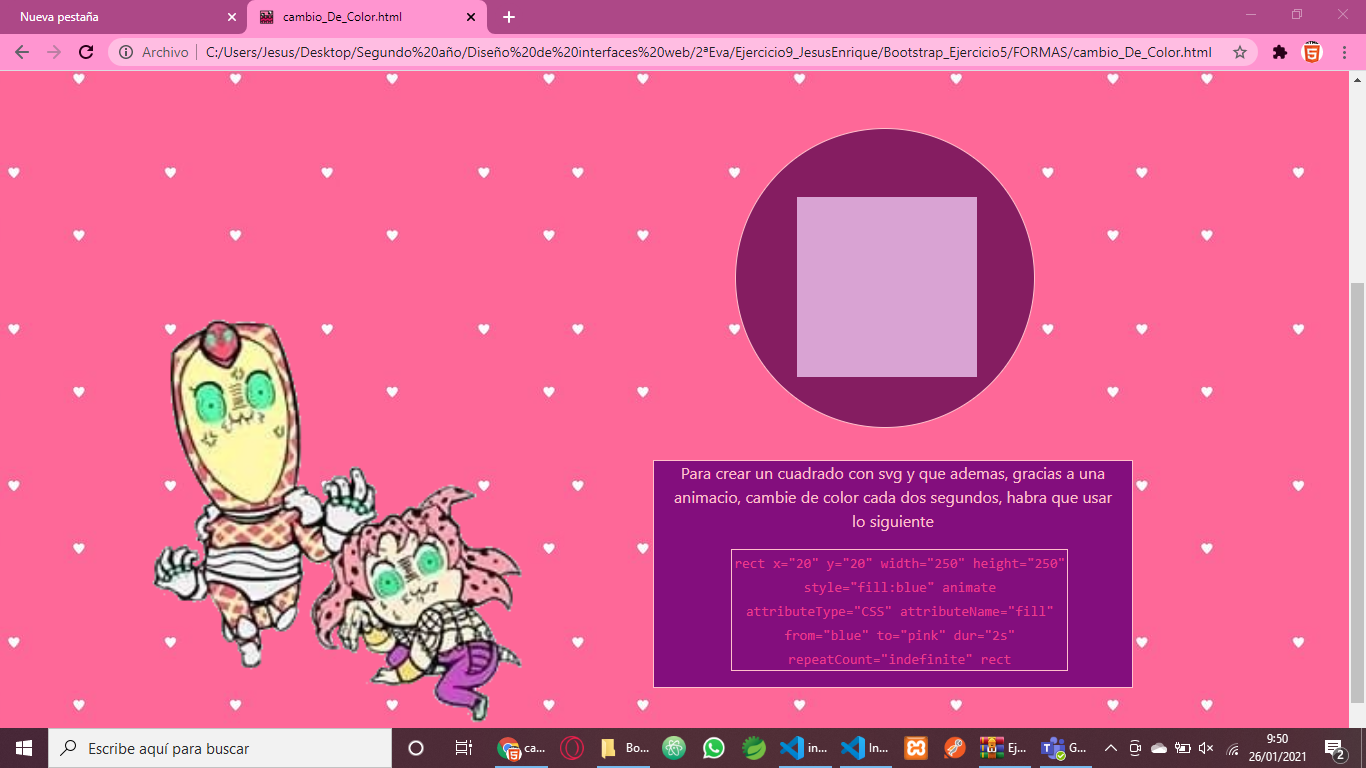 Nueva pestaña
cambio_De_Color.html
Archivo
C:/Users/Jesus/Desktop/Segundo%20año/Diseño%20de%20interfaces%20web/2ªEva/Ejercicio9_JesusEnrique/Bootstrap_Ejercicio5/FORMAS/cambio_De_Color.html
Para crear un cuadrado con svg y que ademas, gracias a una
animacio, cambie de color cada dos segundos, habra que usar
lo siguiente
rect x="20" y="20" width="250" height="250"
style="fill:blue" animate
attributeType="CSS" attributeName="fill"
from="blue" to="pink" dur="2s"
repeatCount="indefinite" rect
Escribe aquí para buscar
ca...
Bo...
in...
In...
Ej...
G...
9:50
26/01/2021
2